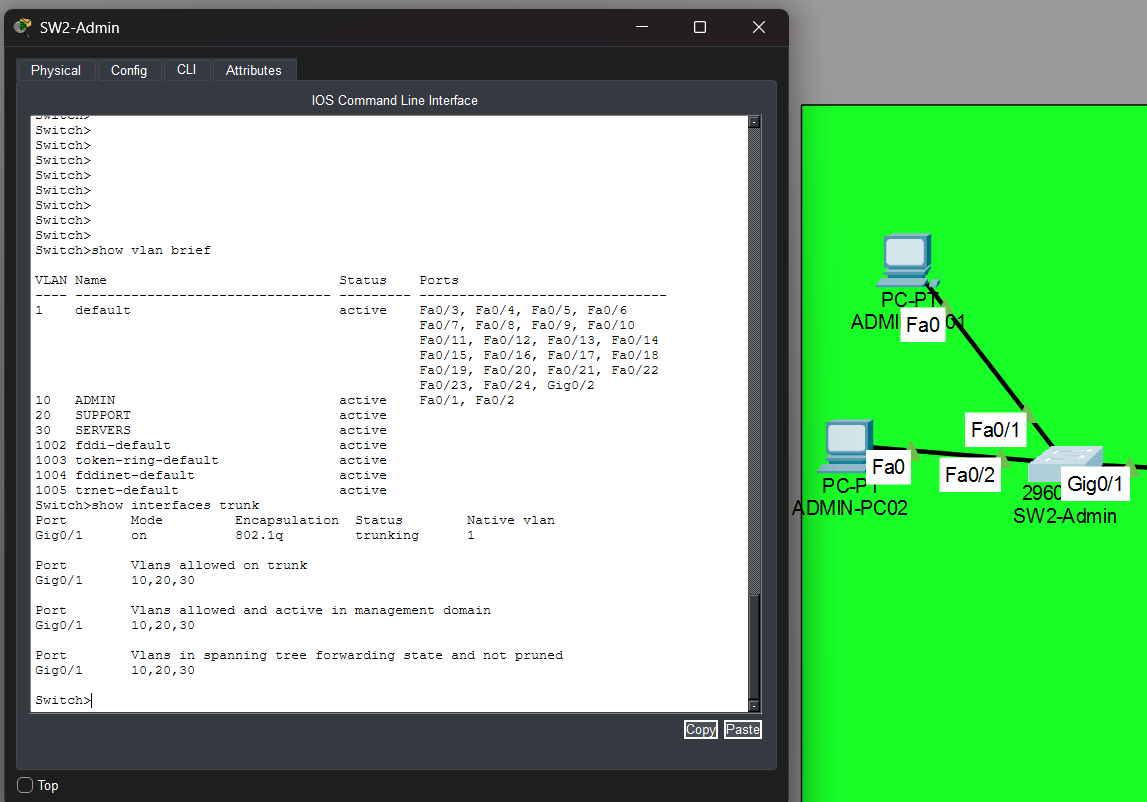 SW2-Admin
Physical Config CLI Attributes
IOS Command Line Interface
Switch>
Switch>
Switch>
Switch>
Switch>
Switch>
Switch>
Switch>
Switch>
Switch>show vlan brief
VLAN Name Status Ports
---- -------------------------------- --------- -------------------------------
1 default active Fa0/3, Fa0/4, Fa0/5, Fa0/6
Fa0/7, Fa0/8, Fa0/9, Fa0/10
Fa0/11, Fa0/12, Fa0/13, Fa0/14
Fa0/15, Fa0/16, Fa0/17, Fa0/18
Fa0/19, Fa0/20, Fa0/21, Fa0/22
Fa0/23, Fa0/24, Gig0/2
10 ADMIN active Fa0/1, Fa0/2
20 SUPPORT active
30 SERVERS active
1002 fddi-default active
1003 token-ring-default active
1004 fddinet-default active
1005 trnet-default active
Switch>show interfaces trunk
Port Mode Encapsulation Status Native vlan
Gig0/1 on 802.1q trunking 1
Port Vlans allowed on trunk
Gig0/1 10,20,30
Port Vlans allowed and active in management domain
Gig0/1 10,20,30
Port Vlans in spanning tree forwarding state and not pruned
Gig0/1 10,20,30
Switch>
Copy Paste
Top
PC-PT
ADMI 01
Fa0
Fa0/1
Fa0
Fa0/2
Gig0/1
PC-PT
ADMIN-PC02
2960
SW2-Admin